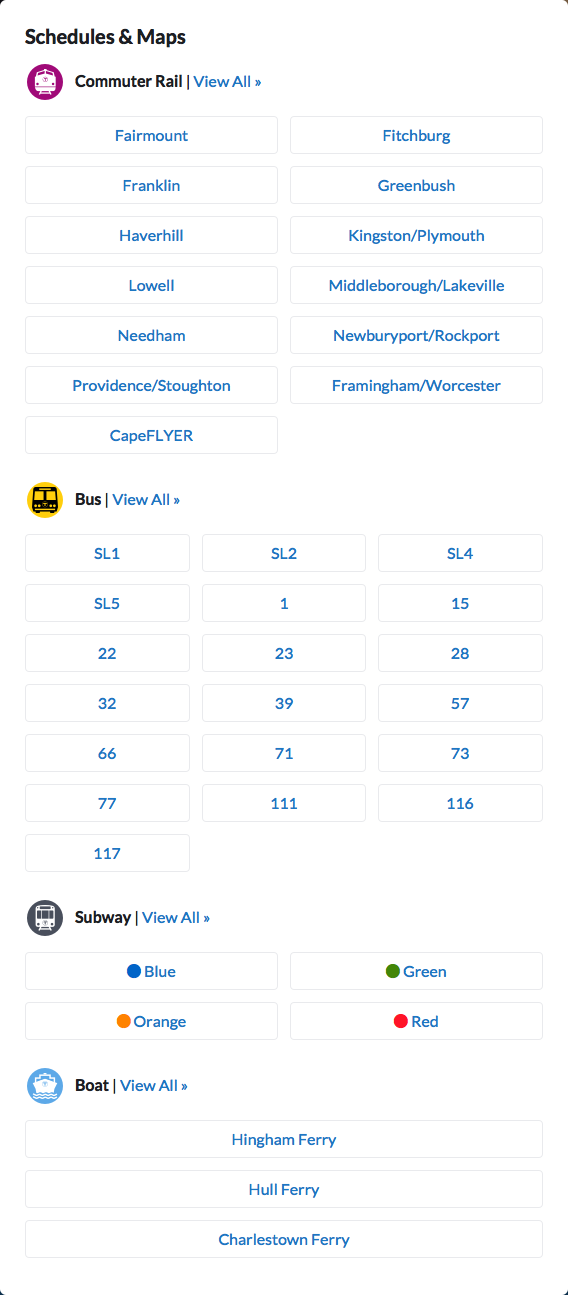 Schedules & Maps
Commuter Rail | View All »
Fairmount Fitchburg
Franklin Greenbush
Haverhill Kingston/Plymouth
Lowell Middleborough/Lakeville
Needham Newburyport/Rockport
Providence/Stoughton Framingham/Worcester
CapeFLYER
Bus | View All »
SL1 SL2 SL4
SL5 1 15
22 23 28
32 39 57
66 71 73
77 111 116
117
Subway | View All »
Blue Green
Orange Red
Boat | View All »
Hingham Ferry
Hull Ferry
Charlestown Ferry